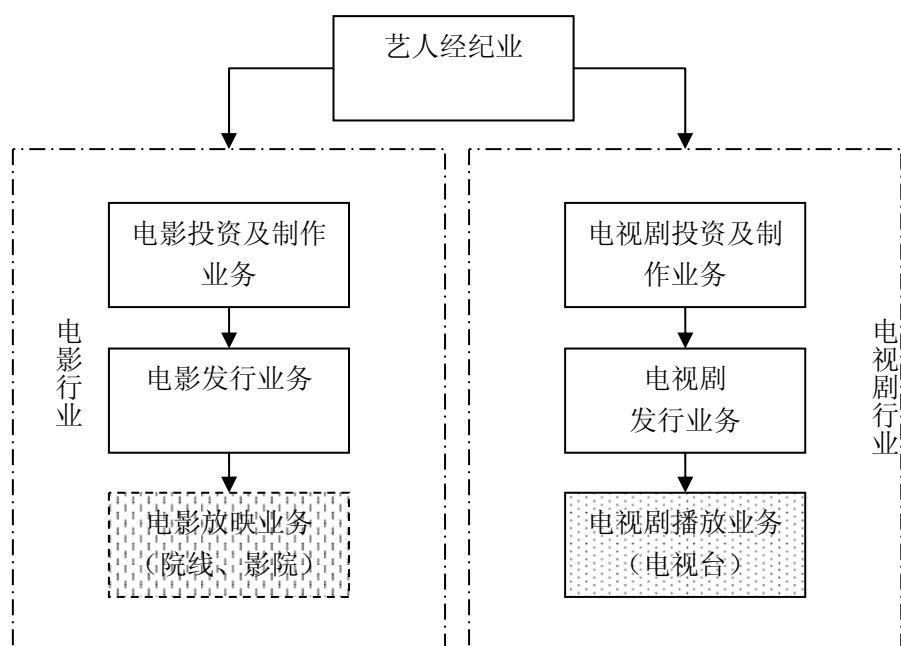 艺人经纪业
电影投资及制作
业务
电影发行业务
电影放映业务
（院线、影院）
电影行业
电视剧投资及制
作业务
电视剧
发行业务
电视剧播放业务
（电视台）
电视剧行业